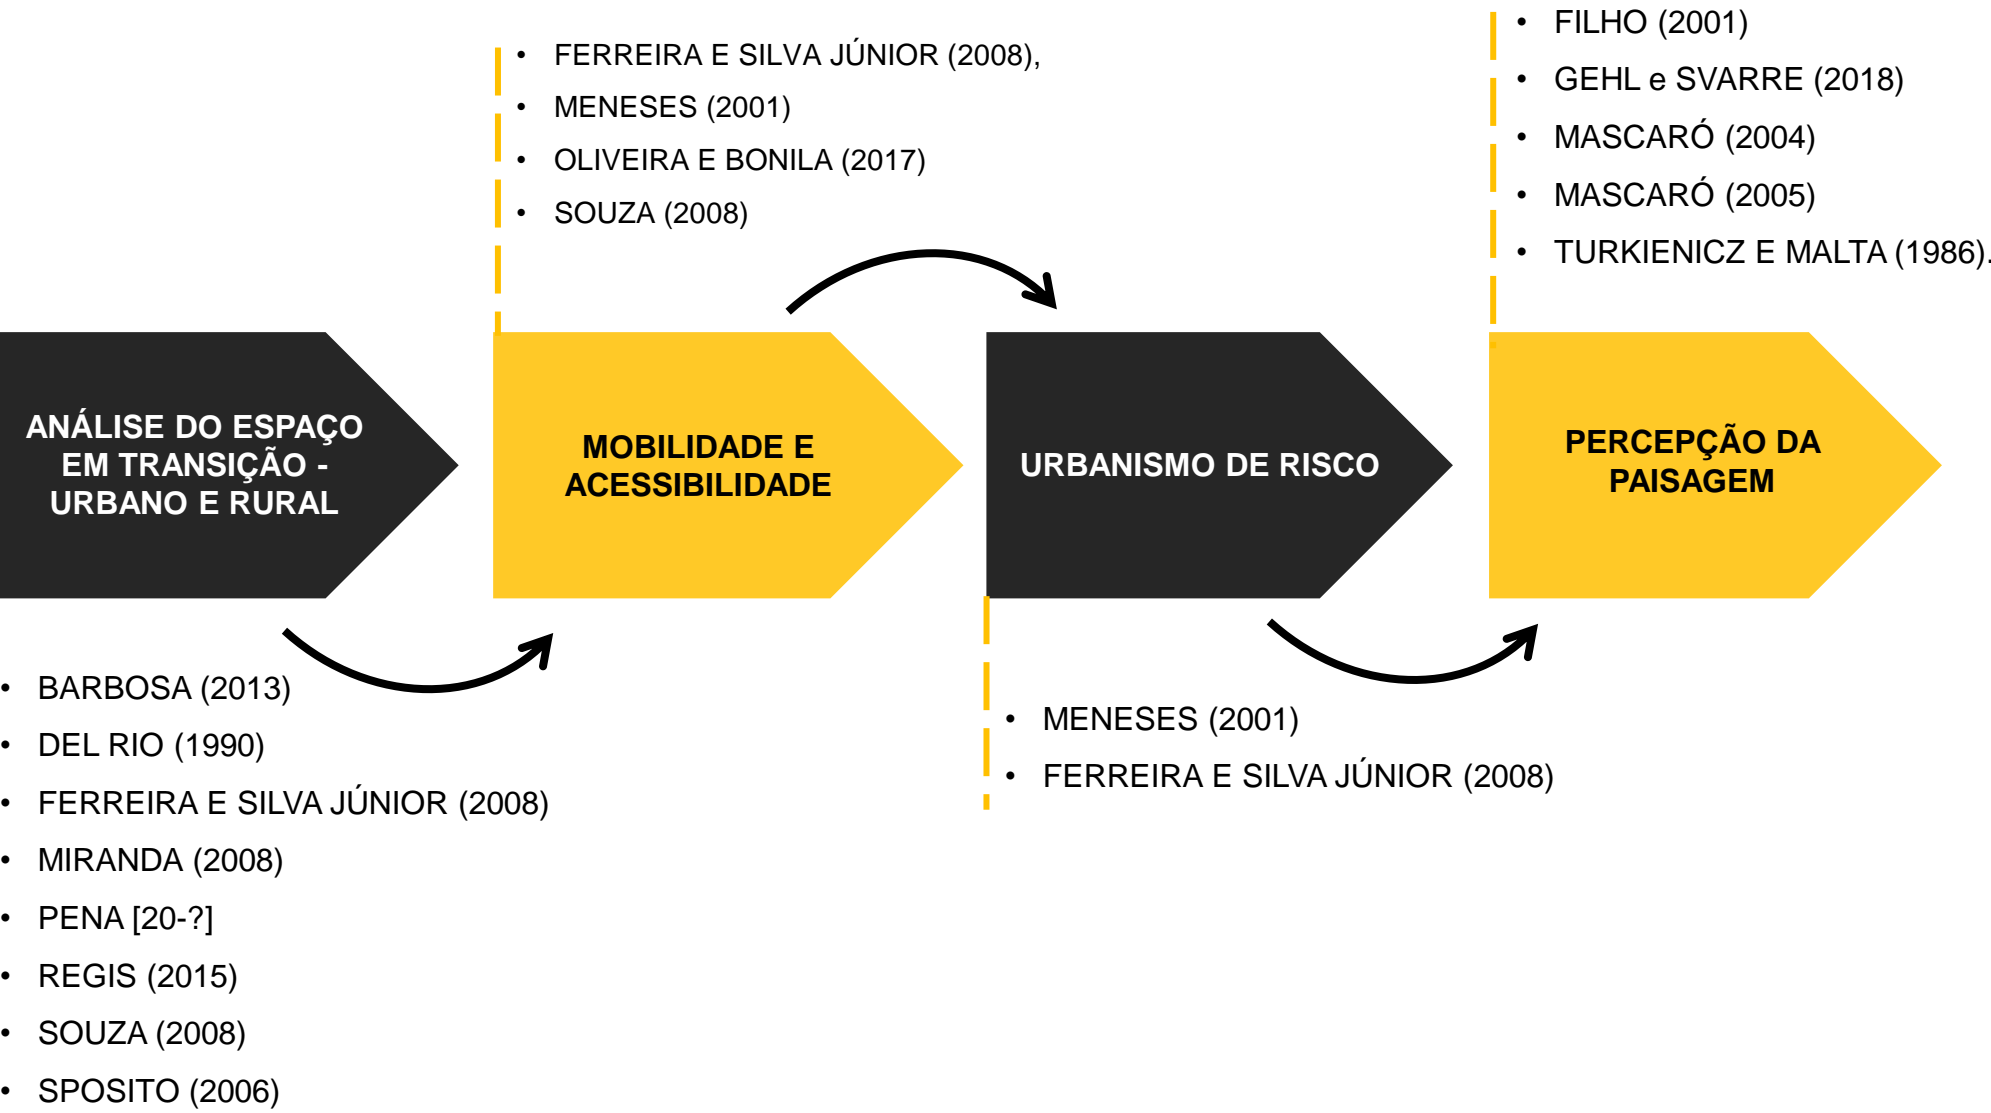 ANÁLISE DO ESPAÇO
EM TRANSIÇÃO -
URBANO E RURAL
• BARBOSA (2013)
• DEL RIO (1990)
• FERREIRA E SILVA JÚNIOR (2008)
• MIRANDA (2008)
• PENA [20-?]
• REGIS (2015)
• SOUZA (2008)
• SPOSITO (2006)
• FERREIRA E SILVA JÚNIOR (2008),
• MENESES (2001)
• OLIVEIRA E BONILA (2017)
• SOUZA (2008)
MOBILIDADE E
ACESSIBILIDADE
URBANISMO DE RISCO
• MENESES (2001)
• FERREIRA E SILVA JÚNIOR (2008)
• FILHO (2001)
• GEHL e SVARRE (2018)
• MASCARÓ (2004)
• MASCARÓ (2005)
• TURKIENICZ E MALTA (1986).
PERCEPÇÃO DA
PAISAGEM